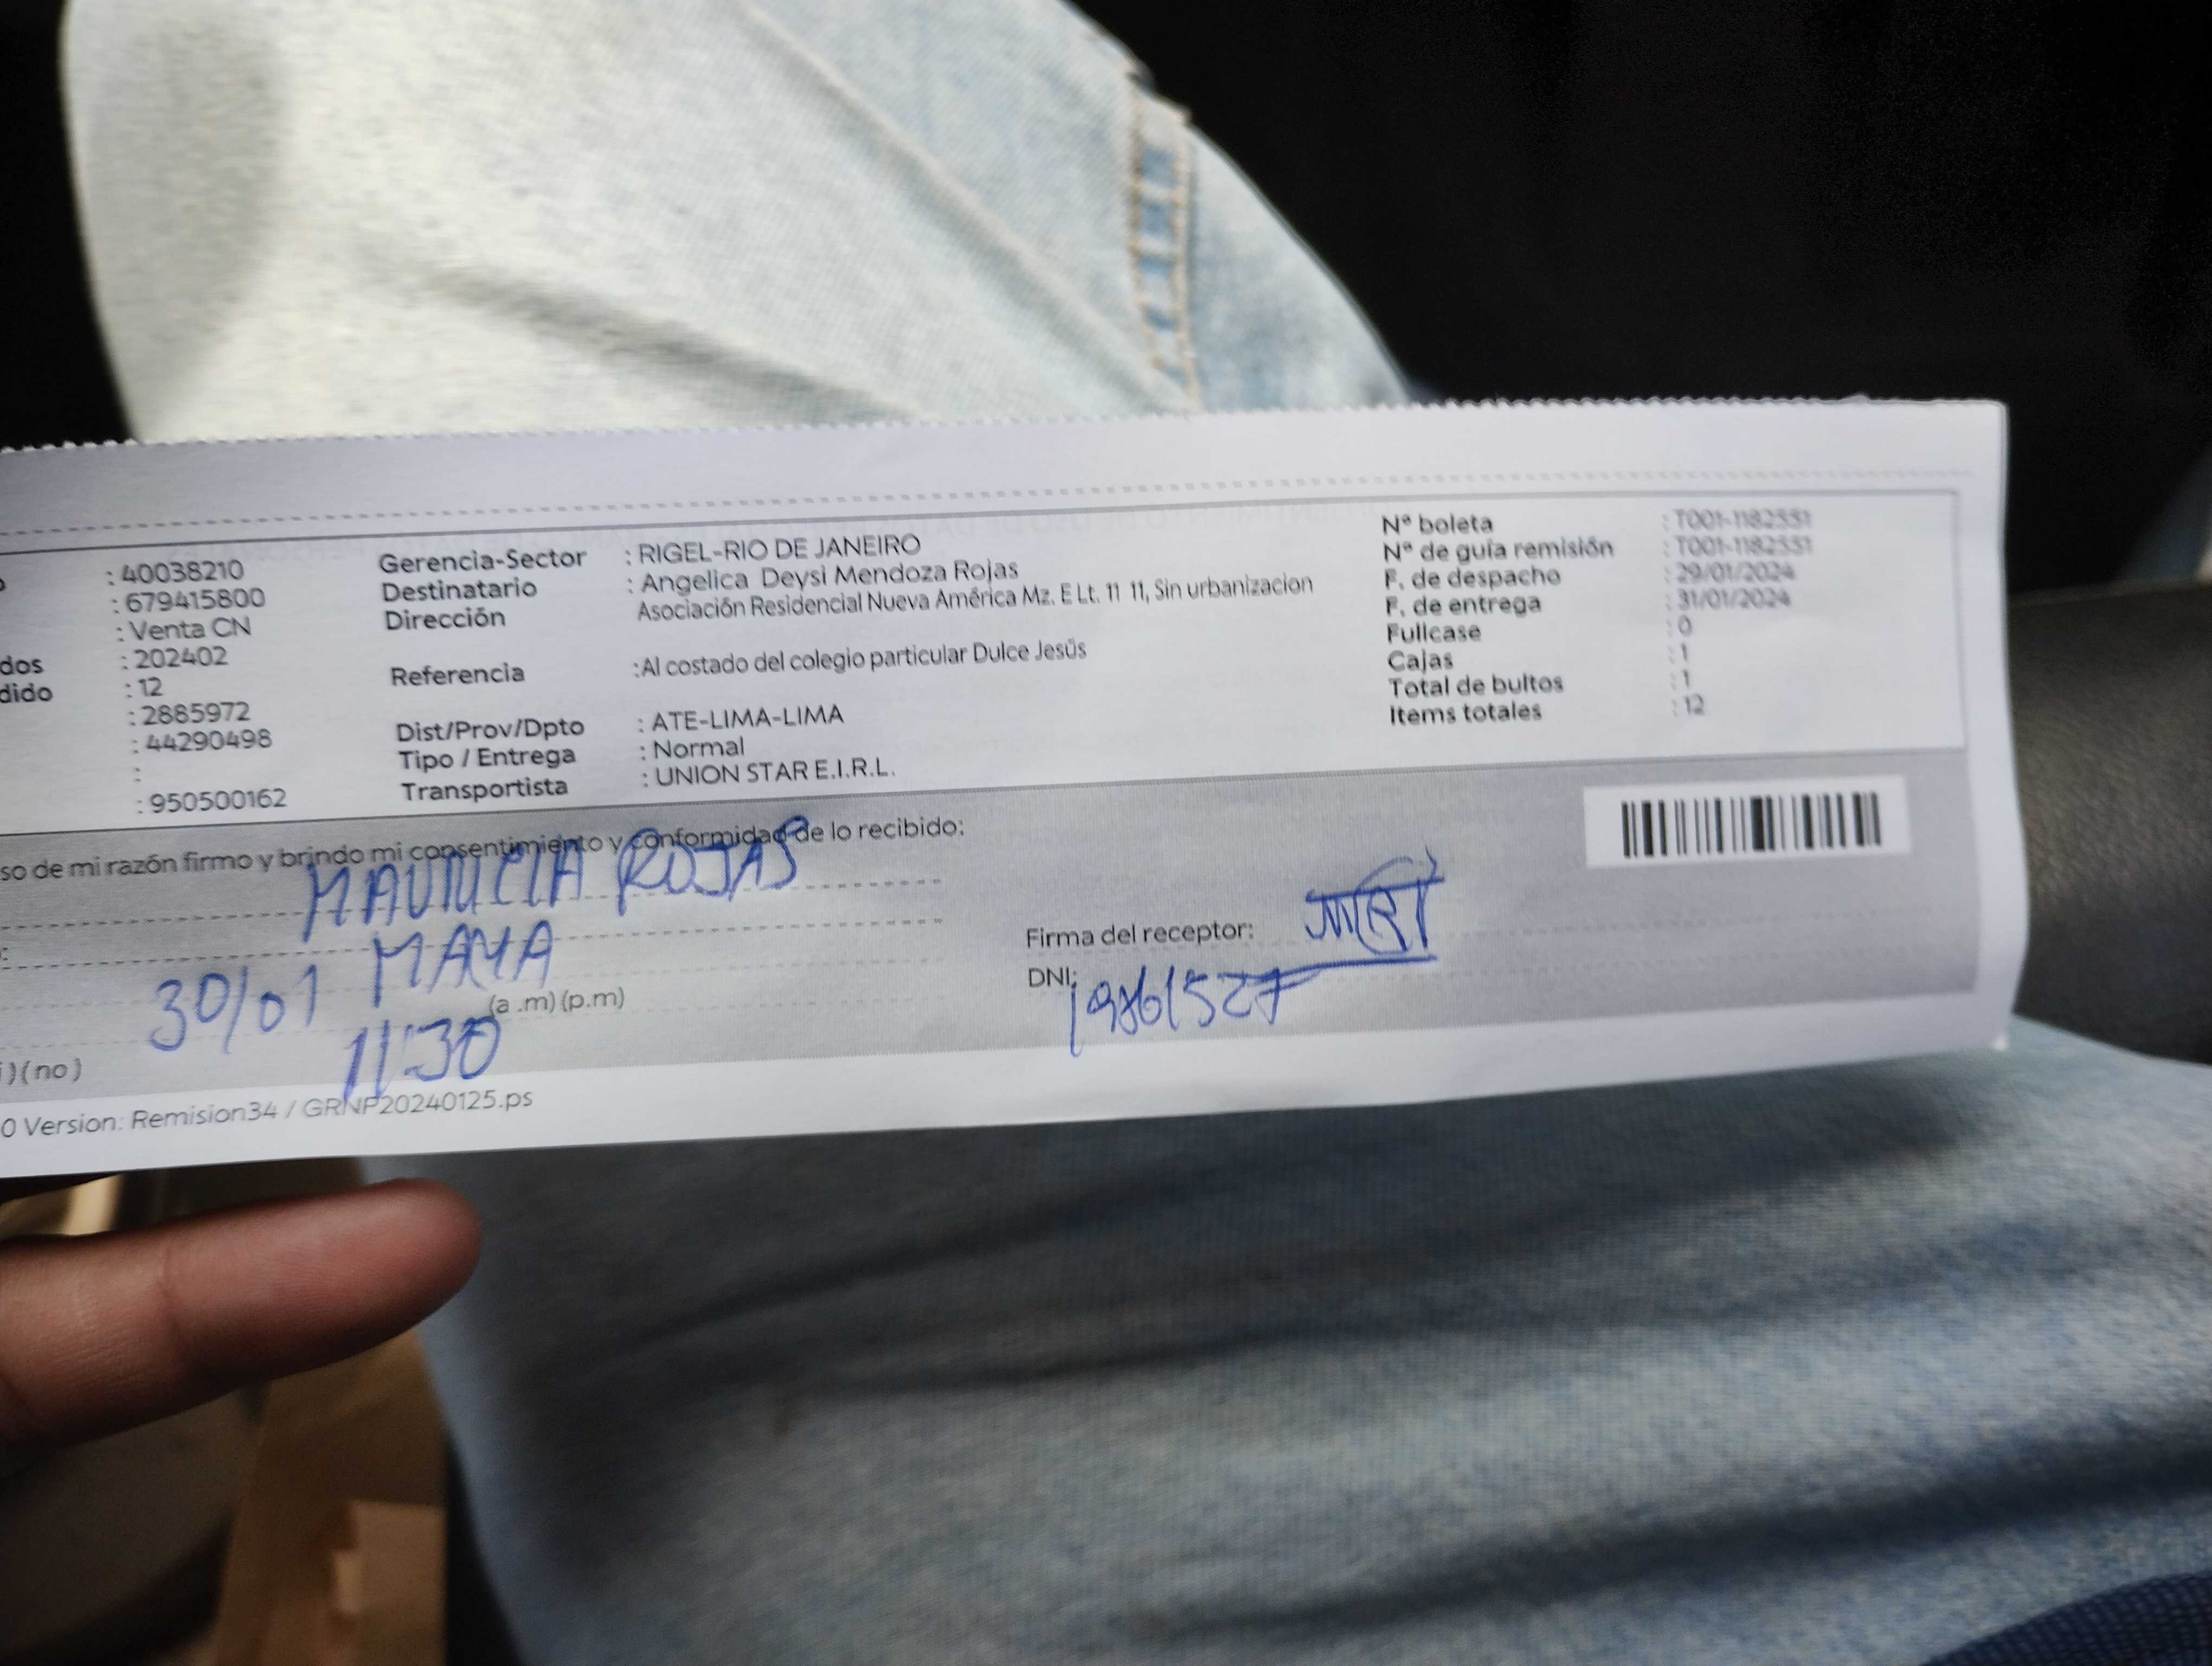 : 40038210
: 679415800
: Venta CN
dos : 202402
dido : 12
: 2885972
: 44290498
:
: 950500162
Gerencia-Sector : RIGEL-RIO DE JANEIRO
Destinatario : Angelica Deysi Mendoza Rojas
Dirección Asociación Residencial Nueva América Mz. E Lt. 11 11, Sin urbanizacion
Referencia :Al costado del colegio particular Dulce Jesús
Dist/Prov/Dpto : ATE-LIMA-LIMA
Tipo / Entrega : Normal
Transportista : UNION STAR E.I.R.L.
N° boleta : T001-1182551
N° de guía remisión : T001-1182551
F. de despacho : 29/01/2024
F. de entrega : 31/01/2024
Fullcase : 0
Cajas : 1
Total de bultos : 1
Items totales : 12
so de mi razón firmo y brindo mi consentimiento y conformidad de lo recibido:
ROJAS
MAYA
30/01
(a .m) (p.m)
11:30
Firma del receptor:
DNI:
) (no)
0 Version: Remision34 / GRNP20240125.ps